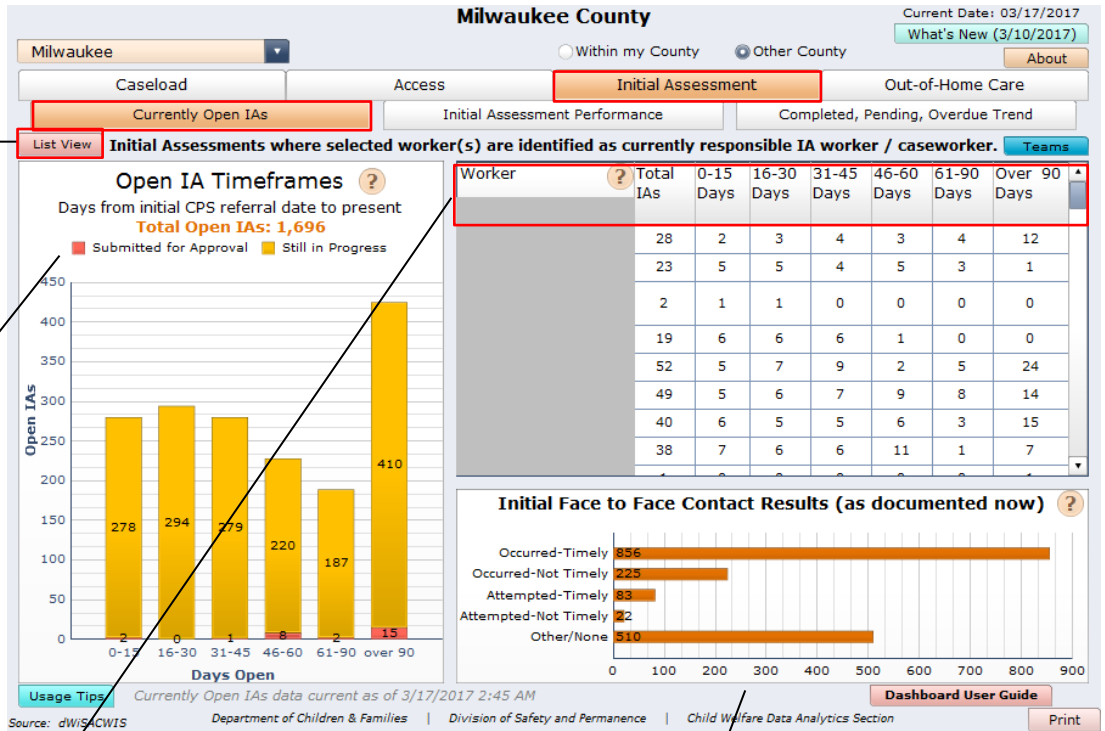 Milwaukee County
Current Date: 03/17/2017
What's New (3/10/2017)
Milwaukee
Within my County Other County
About
Caseload Access Initial Assessment Out-of-Home Care
Currently Open IAs Initial Assessment Performance Completed, Pending, Overdue Trend
List View Initial Assessments where selected worker(s) are identified as currently responsible IA worker / caseworker. Teams
Open IA Timeframes ?
Days from initial CPS referral date to present
Total Open IAs: 1,696
Submitted for Approval Still in Progress
Open IAs
450
400
350
300
250
200
150
100
50
0
278 294 279 220 187 410
2 0 1 8 2 15
0-15 16-30 31-45 46-60 61-90 over 90
Days Open
Worker ? Total IAs 0-15 Days 16-30 Days 31-45 Days 46-60 Days 61-90 Days Over 90 Days
28 2 3 4 3 4 12
23 5 5 4 5 3 1
2 1 1 0 0 0 0
19 6 6 6 1 0 0
52 5 7 9 2 5 24
49 5 6 7 9 8 14
40 6 5 5 6 3 15
38 7 6 6 11 1 7
Initial Face to Face Contact Results (as documented now) ?
Occurred-Timely 856
Occurred-Not Timely 225
Attempted-Timely 83
Attempted-Not Timely 22
Other/None 510
0 100 200 300 400 500 600 700 800 900
Usage Tips Currently Open IAs data current as of 3/17/2017 2:45 AM Dashboard User Guide
Source: dWiSACWIS Department of Children & Families | Division of Safety and Permanence | Child Welfare Data Analytics Section Print